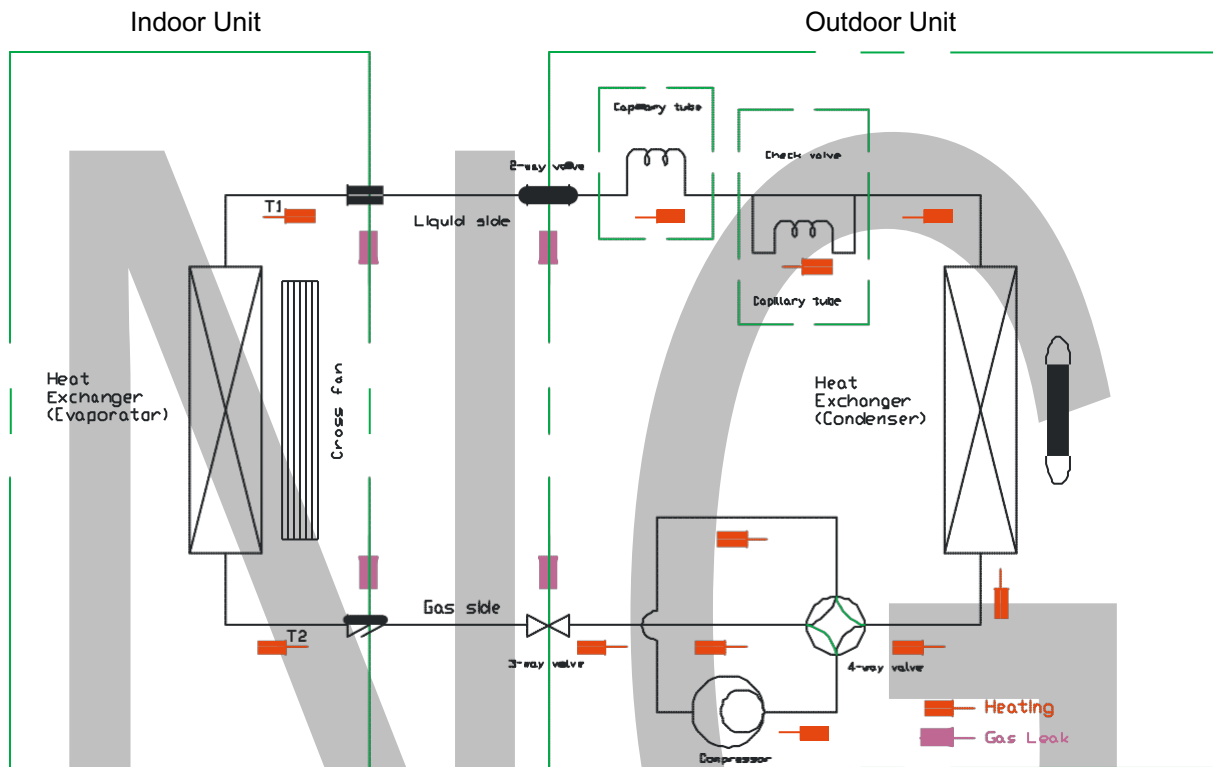 Indoor Unit
Outdoor Unit
Capillary tube
Check valve
2-way valve
T1
Liquid side
Capillary tube
Heat
Exchanger
(Evaporator)
Cross fan
Heat
Exchanger
(Condenser)
Gas side
T2
3-way valve
4-way valve
Heating
Gas Leak
Compressor